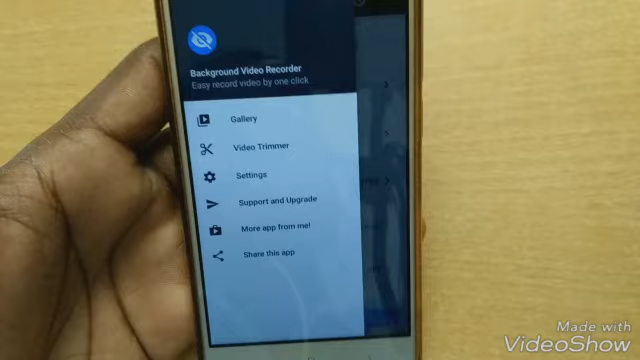 Background Video Recorder
Easy record video by one click
Gallery
Video Trimmer
Settings
Support and Upgrade
More app from me!
Share this app
Made with
VideoShow